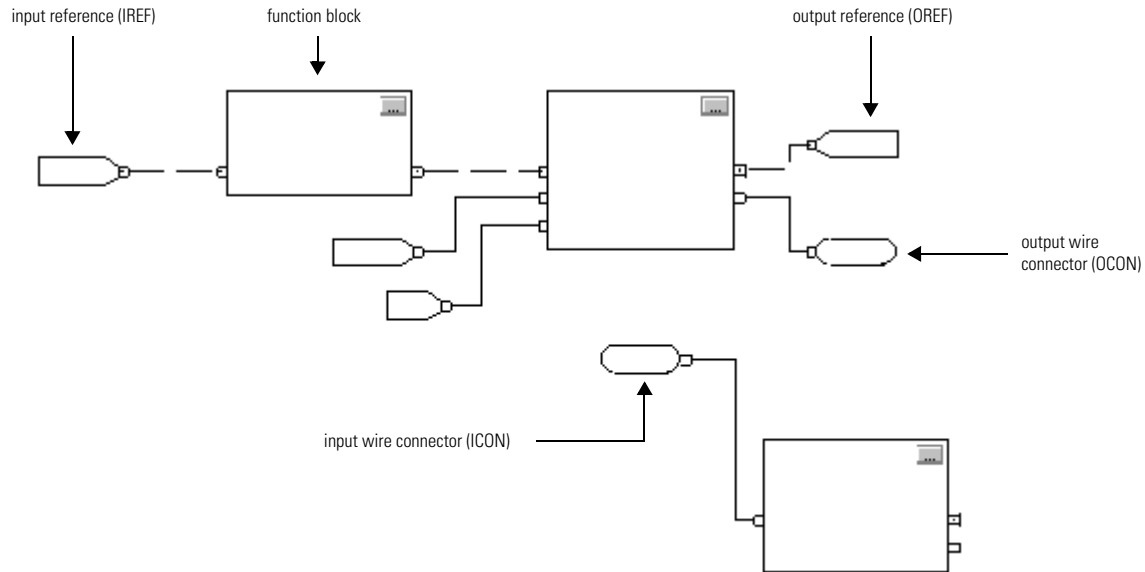 input reference (IREF)
function block
output reference (OREF)
...
...
output wire
connector (OCON)
input wire connector (ICON)
...